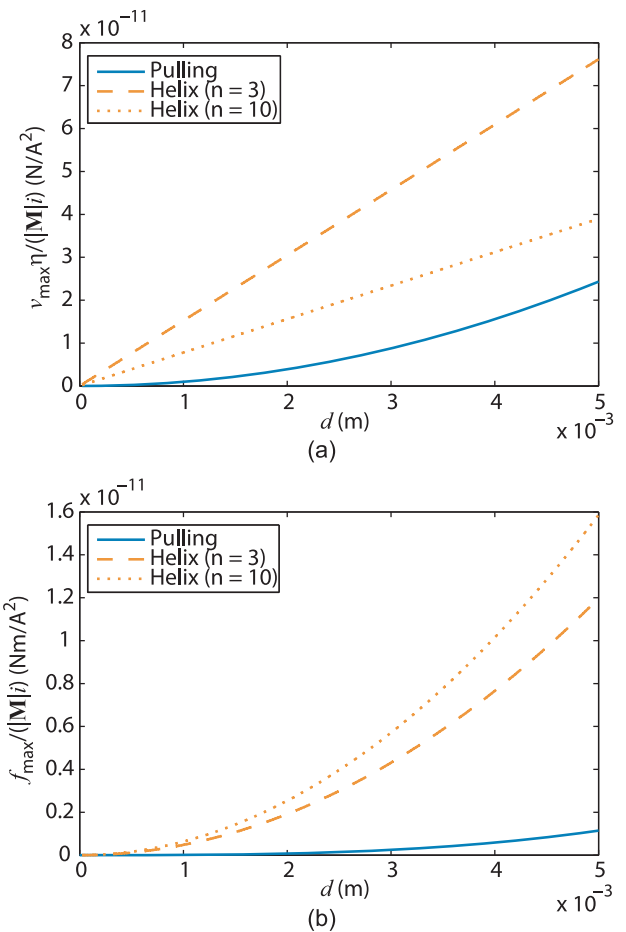 x 10⁻¹¹
8
7
6
5
4
3
2
1
0
Pulling
Helix (n = 3)
Helix (n = 10)
v_max η/(|M|i) (N/A²)
0 1 2 3 4 5
d (m)
x 10⁻³
(a)
x 10⁻¹¹
1.6
1.4
1.2
1
0.8
0.6
0.4
0.2
0
Pulling
Helix (n = 3)
Helix (n = 10)
f_max/(|M|i) (Nm/A²)
0 1 2 3 4 5
d (m)
x 10⁻³
(b)